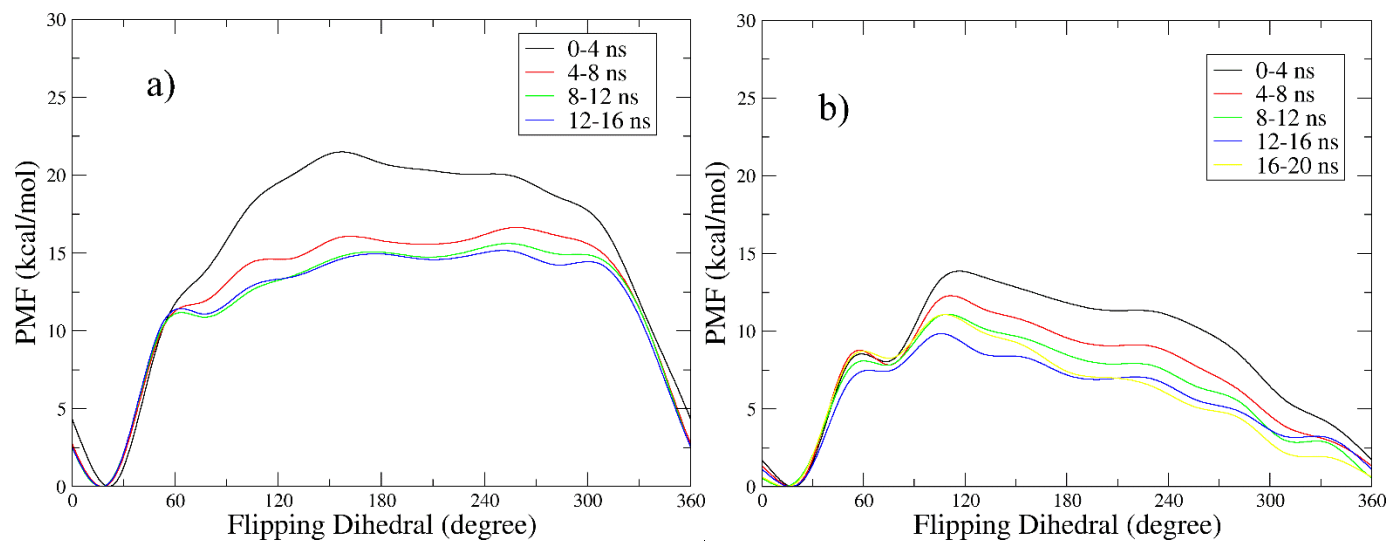 a)
0-4 ns
4-8 ns
8-12 ns
12-16 ns
30
25
20
15
10
5
0
PMF (kcal/mol)
0 60 120 180 240 300 360
Flipping Dihedral (degree)
b)
0-4 ns
4-8 ns
8-12 ns
12-16 ns
16-20 ns
30
25
20
15
10
5
0
PMF (kcal/mol)
0 60 120 180 240 300 360
Flipping Dihedral (degree)